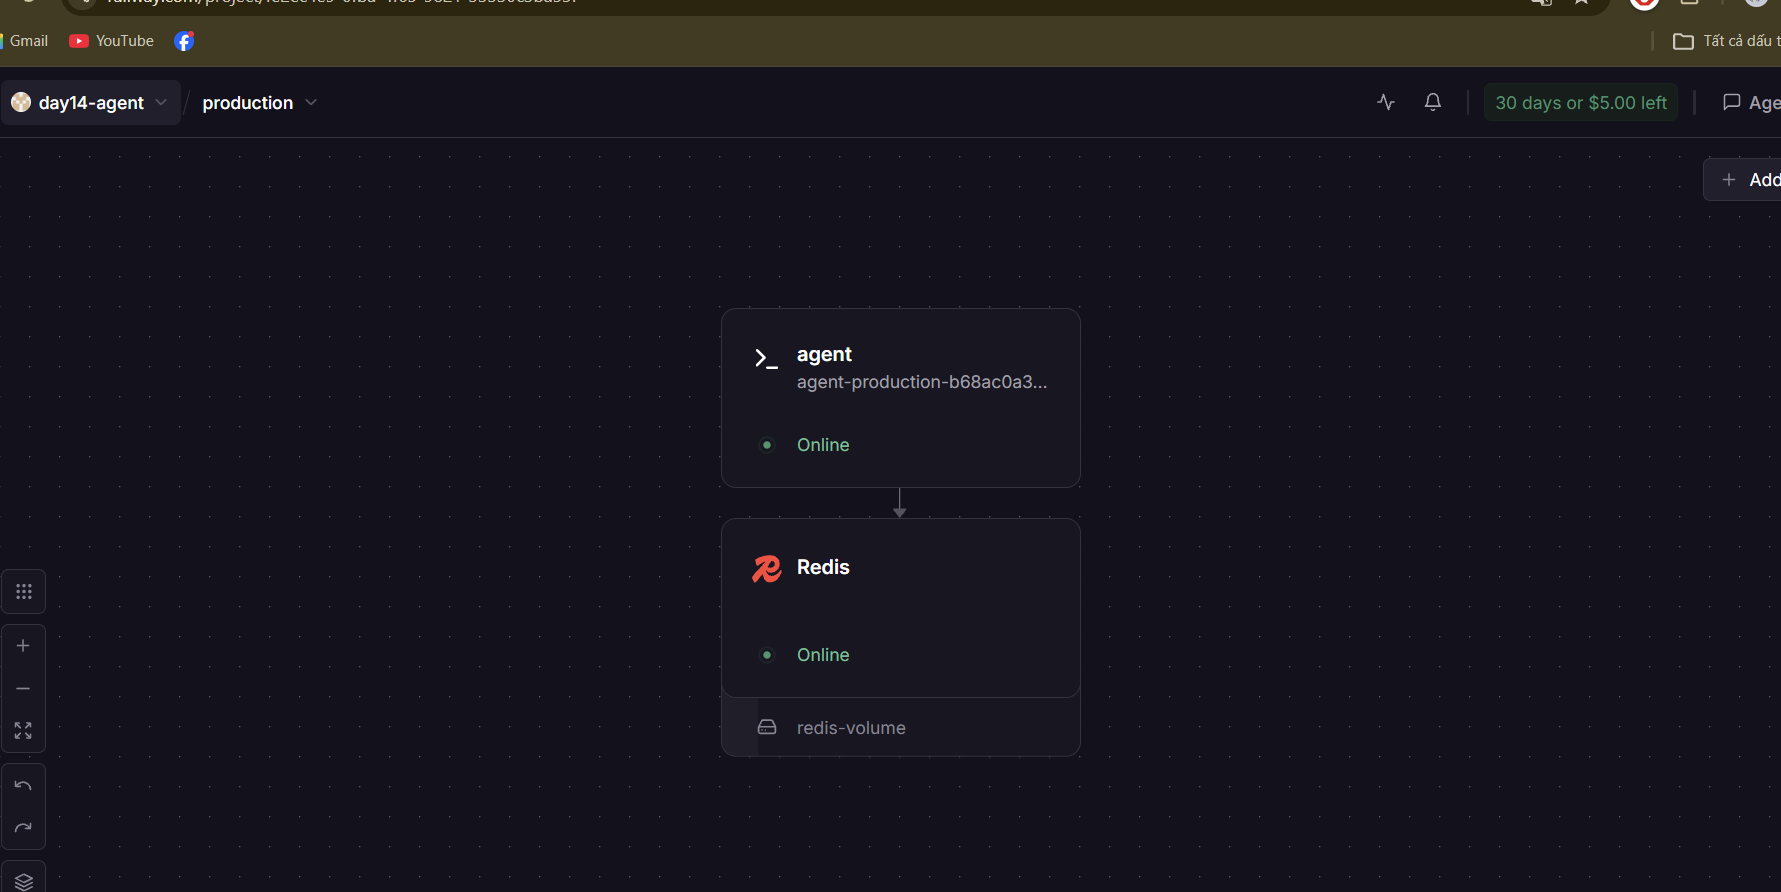 Gmail
YouTube
Tất cả dấu
day14-agent
production
30 days or $5.00 left
Add
agent
agent-production-b68ac0a3...
Online
Redis
Online
redis-volume